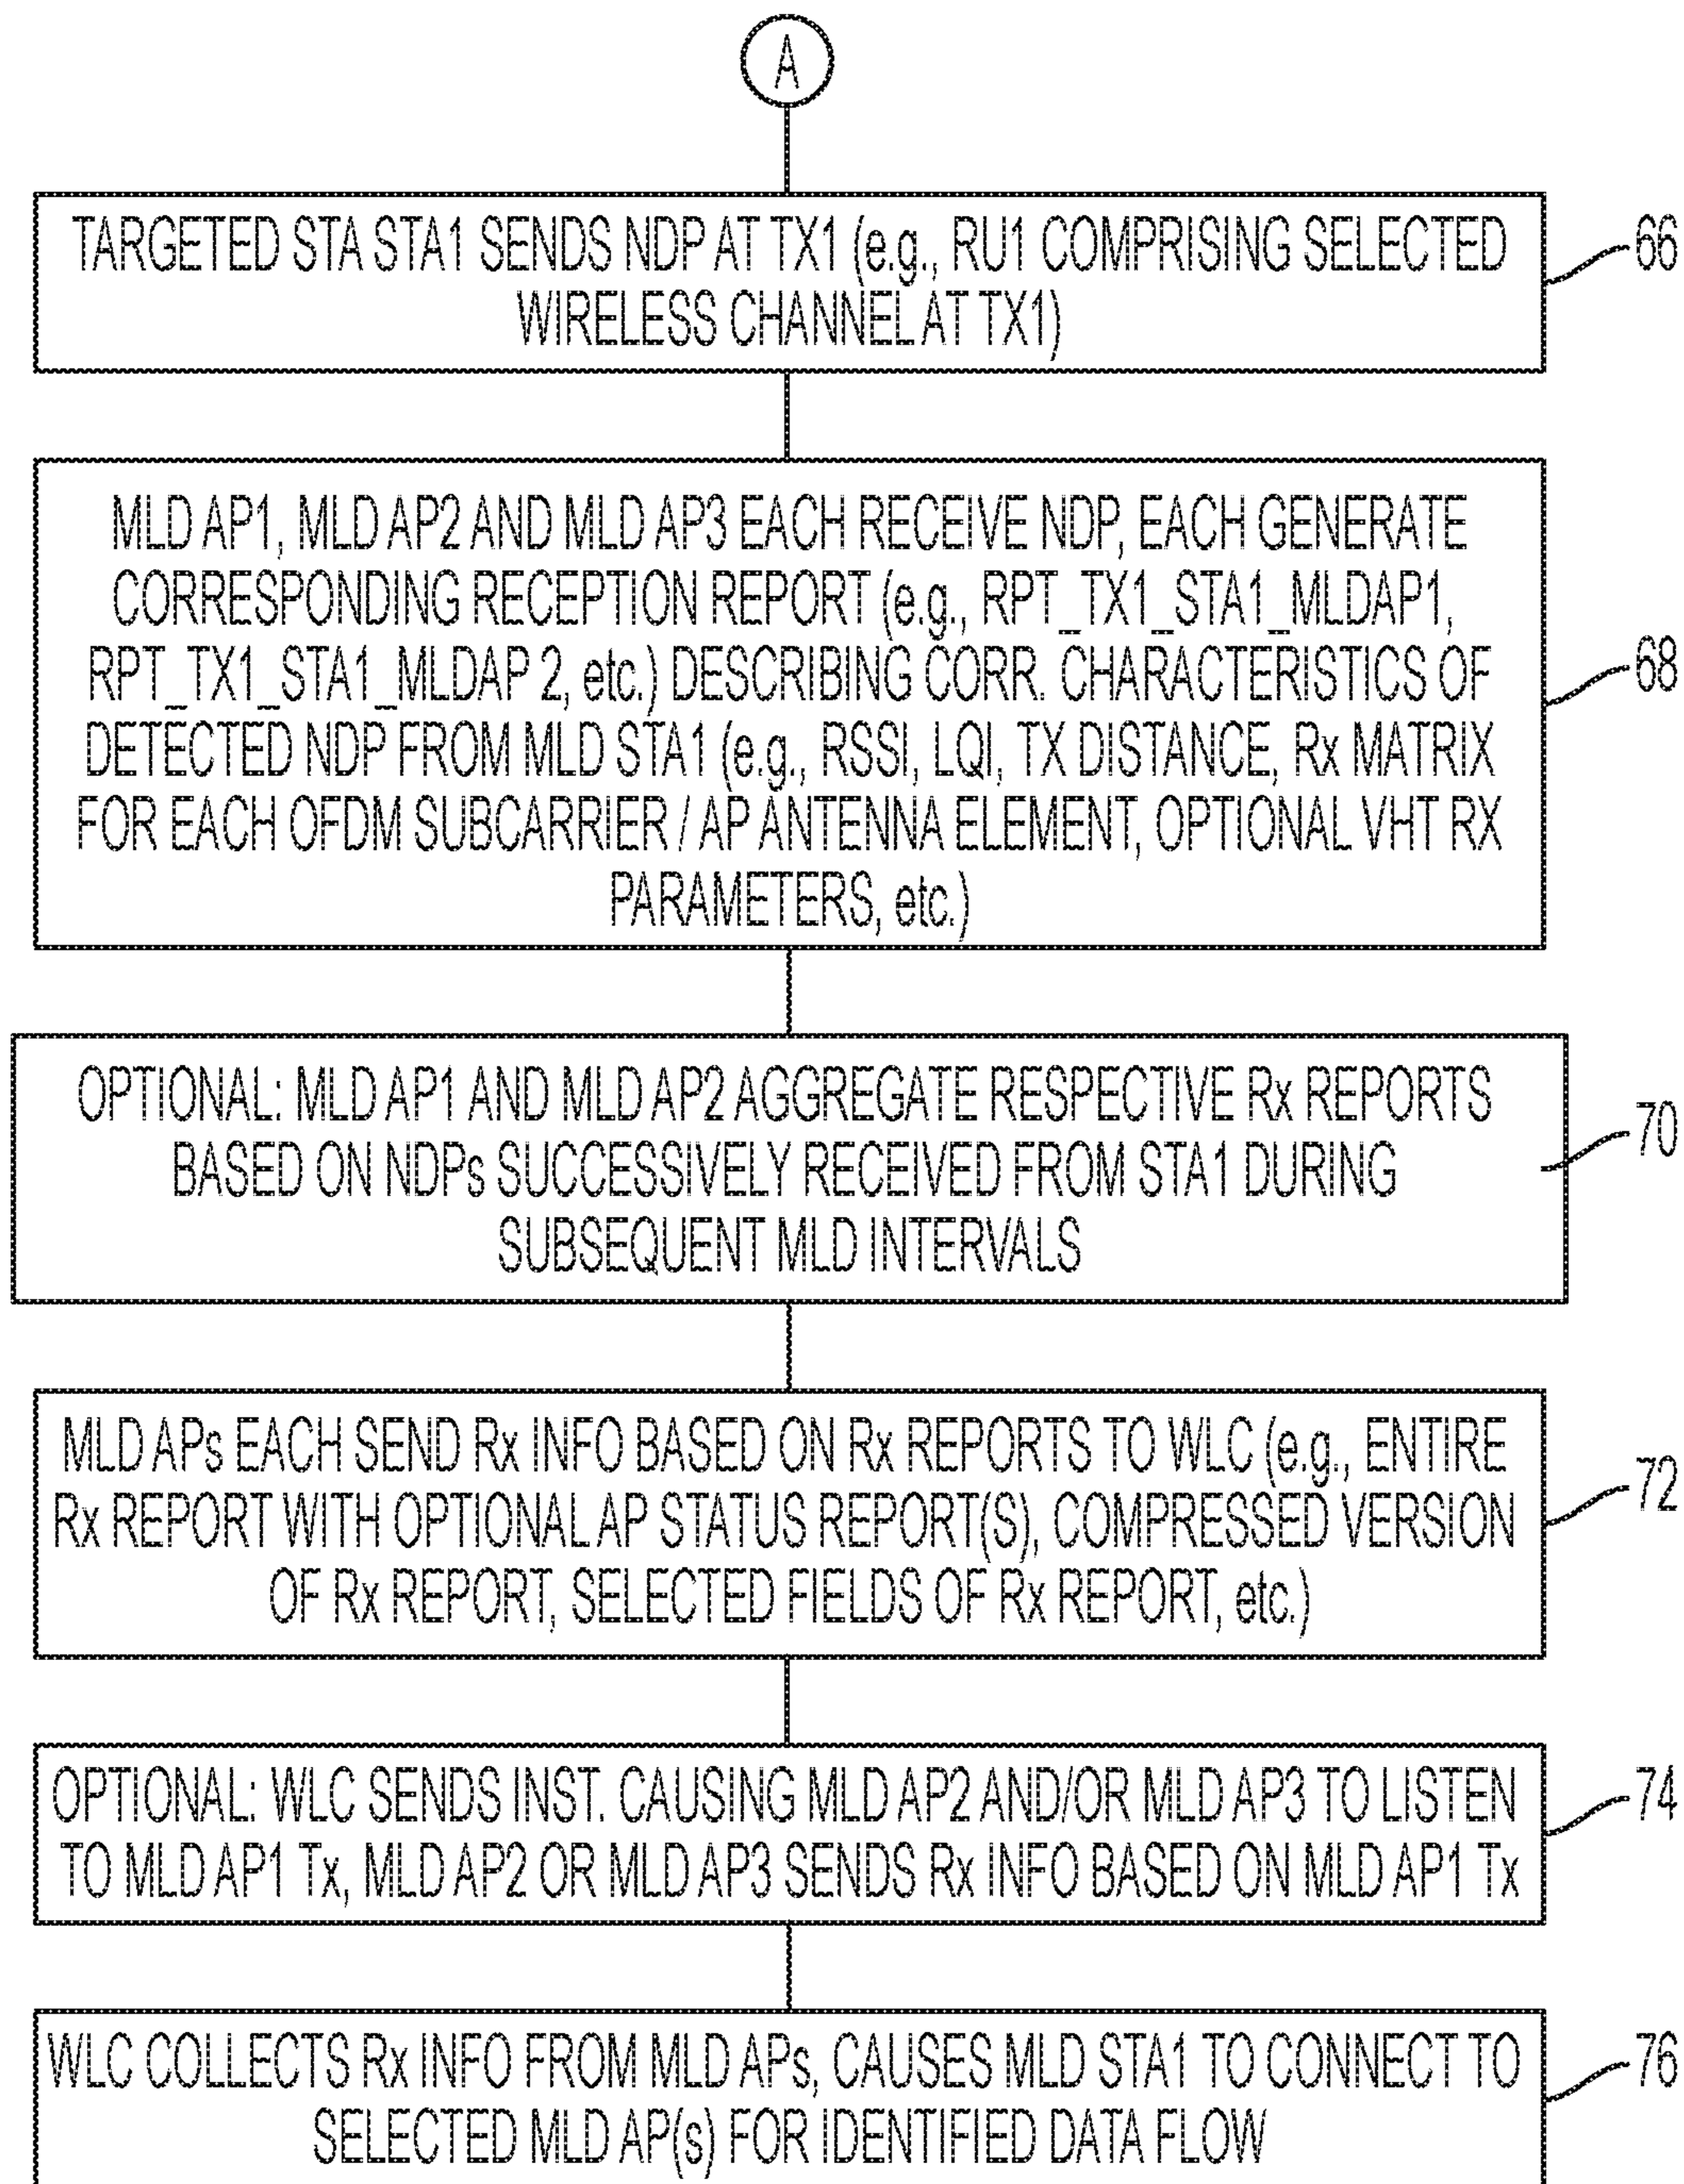 A
TARGETED STA STA1 SENDS NDP AT TX1 (e.g., RU1 COMPRISING SELECTED
WIRELESS CHANNEL AT TX1)
66
MLD AP1, MLD AP2 AND MLD AP3 EACH RECEIVE NDP, EACH GENERATE
CORRESPONDING RECEPTION REPORT (e.g., RPT_TX1_STA1_MLDAP1,
RPT_TX1_STA1_MLDAP 2, etc.) DESCRIBING CORR. CHARACTERISTICS OF
DETECTED NDP FROM MLD STA1 (e.g., RSSI, LQI, TX DISTANCE, Rx MATRIX
FOR EACH OFDM SUBCARRIER / AP ANTENNA ELEMENT, OPTIONAL VHT RX
PARAMETERS, etc.)
68
OPTIONAL: MLD AP1 AND MLD AP2 AGGREGATE RESPECTIVE Rx REPORTS
BASED ON NDPs SUCCESSIVELY RECEIVED FROM STA1 DURING
SUBSEQUENT MLD INTERVALS
70
MLD APs EACH SEND Rx INFO BASED ON Rx REPORTS TO WLC (e.g., ENTIRE
Rx REPORT WITH OPTIONAL AP STATUS REPORT(S), COMPRESSED VERSION
OF Rx REPORT, SELECTED FIELDS OF Rx REPORT, etc.)
72
OPTIONAL: WLC SENDS INST. CAUSING MLD AP2 AND/OR MLD AP3 TO LISTEN
TO MLD AP1 Tx, MLD AP2 OR MLD AP3 SENDS Rx INFO BASED ON MLD AP1 Tx
74
WLC COLLECTS Rx INFO FROM MLD APs, CAUSES MLD STA1 TO CONNECT TO
SELECTED MLD AP(s) FOR IDENTIFIED DATA FLOW
76